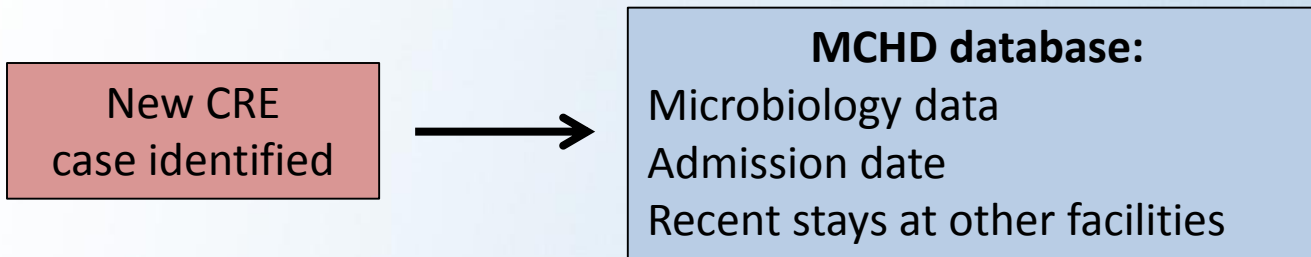 New CRE
case identified
MCHD database:
Microbiology data
Admission date
Recent stays at other facilities